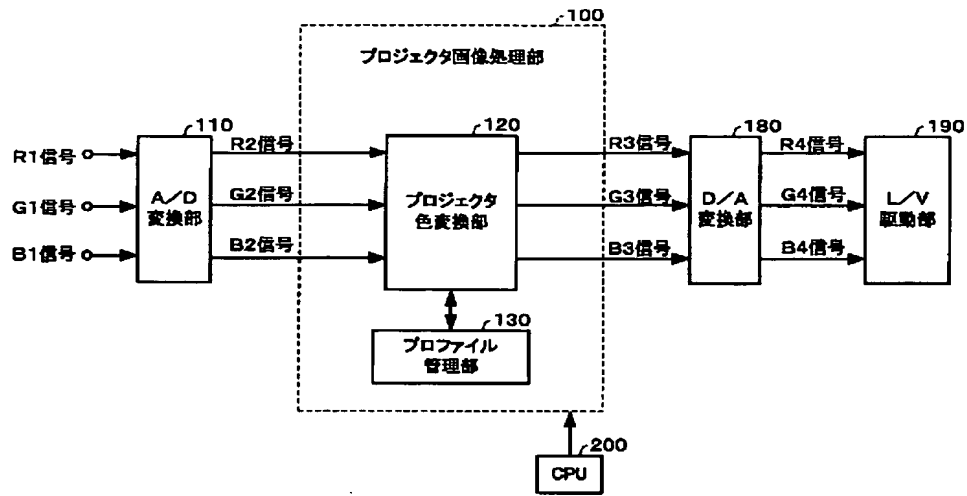 100
プロジェクタ画像処理部
110
120
180
190
R1信号
R2信号
R3信号
R4信号
A/D
変換部
プロジェクタ
色変換部
D/A
変換部
L/V
駆動部
G1信号
G2信号
G3信号
G4信号
B1信号
B2信号
B3信号
B4信号
130
プロファイル
管理部
200
CPU